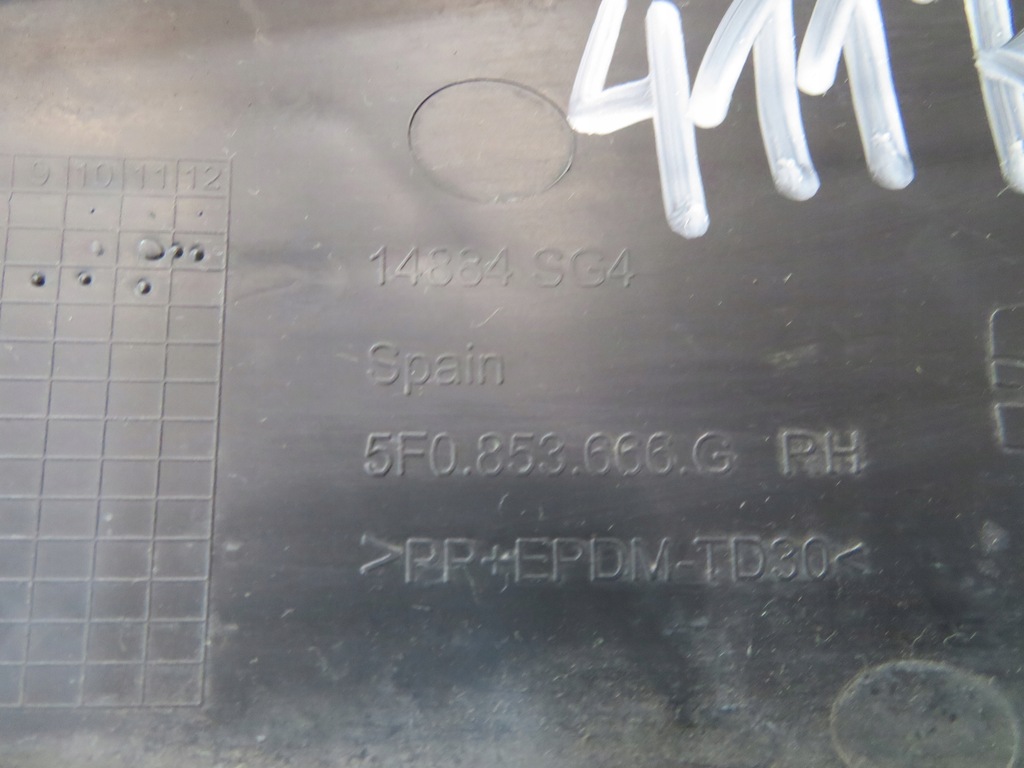 9 10 11 12
14884 SG4
Spain
5F0.853.666.G RH
>PP+EPDM-TD30<